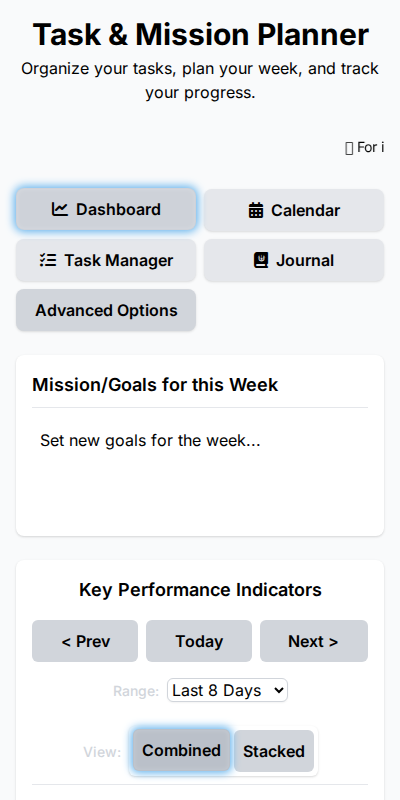 Task & Mission Planner
Organize your tasks, plan your week, and track
your progress.
For i
Dashboard
Calendar
Task Manager
Journal
Advanced Options
Mission/Goals for this Week
Set new goals for the week...
Key Performance Indicators
< Prev
Today
Next >
Range: Last 8 Days
View: Combined Stacked